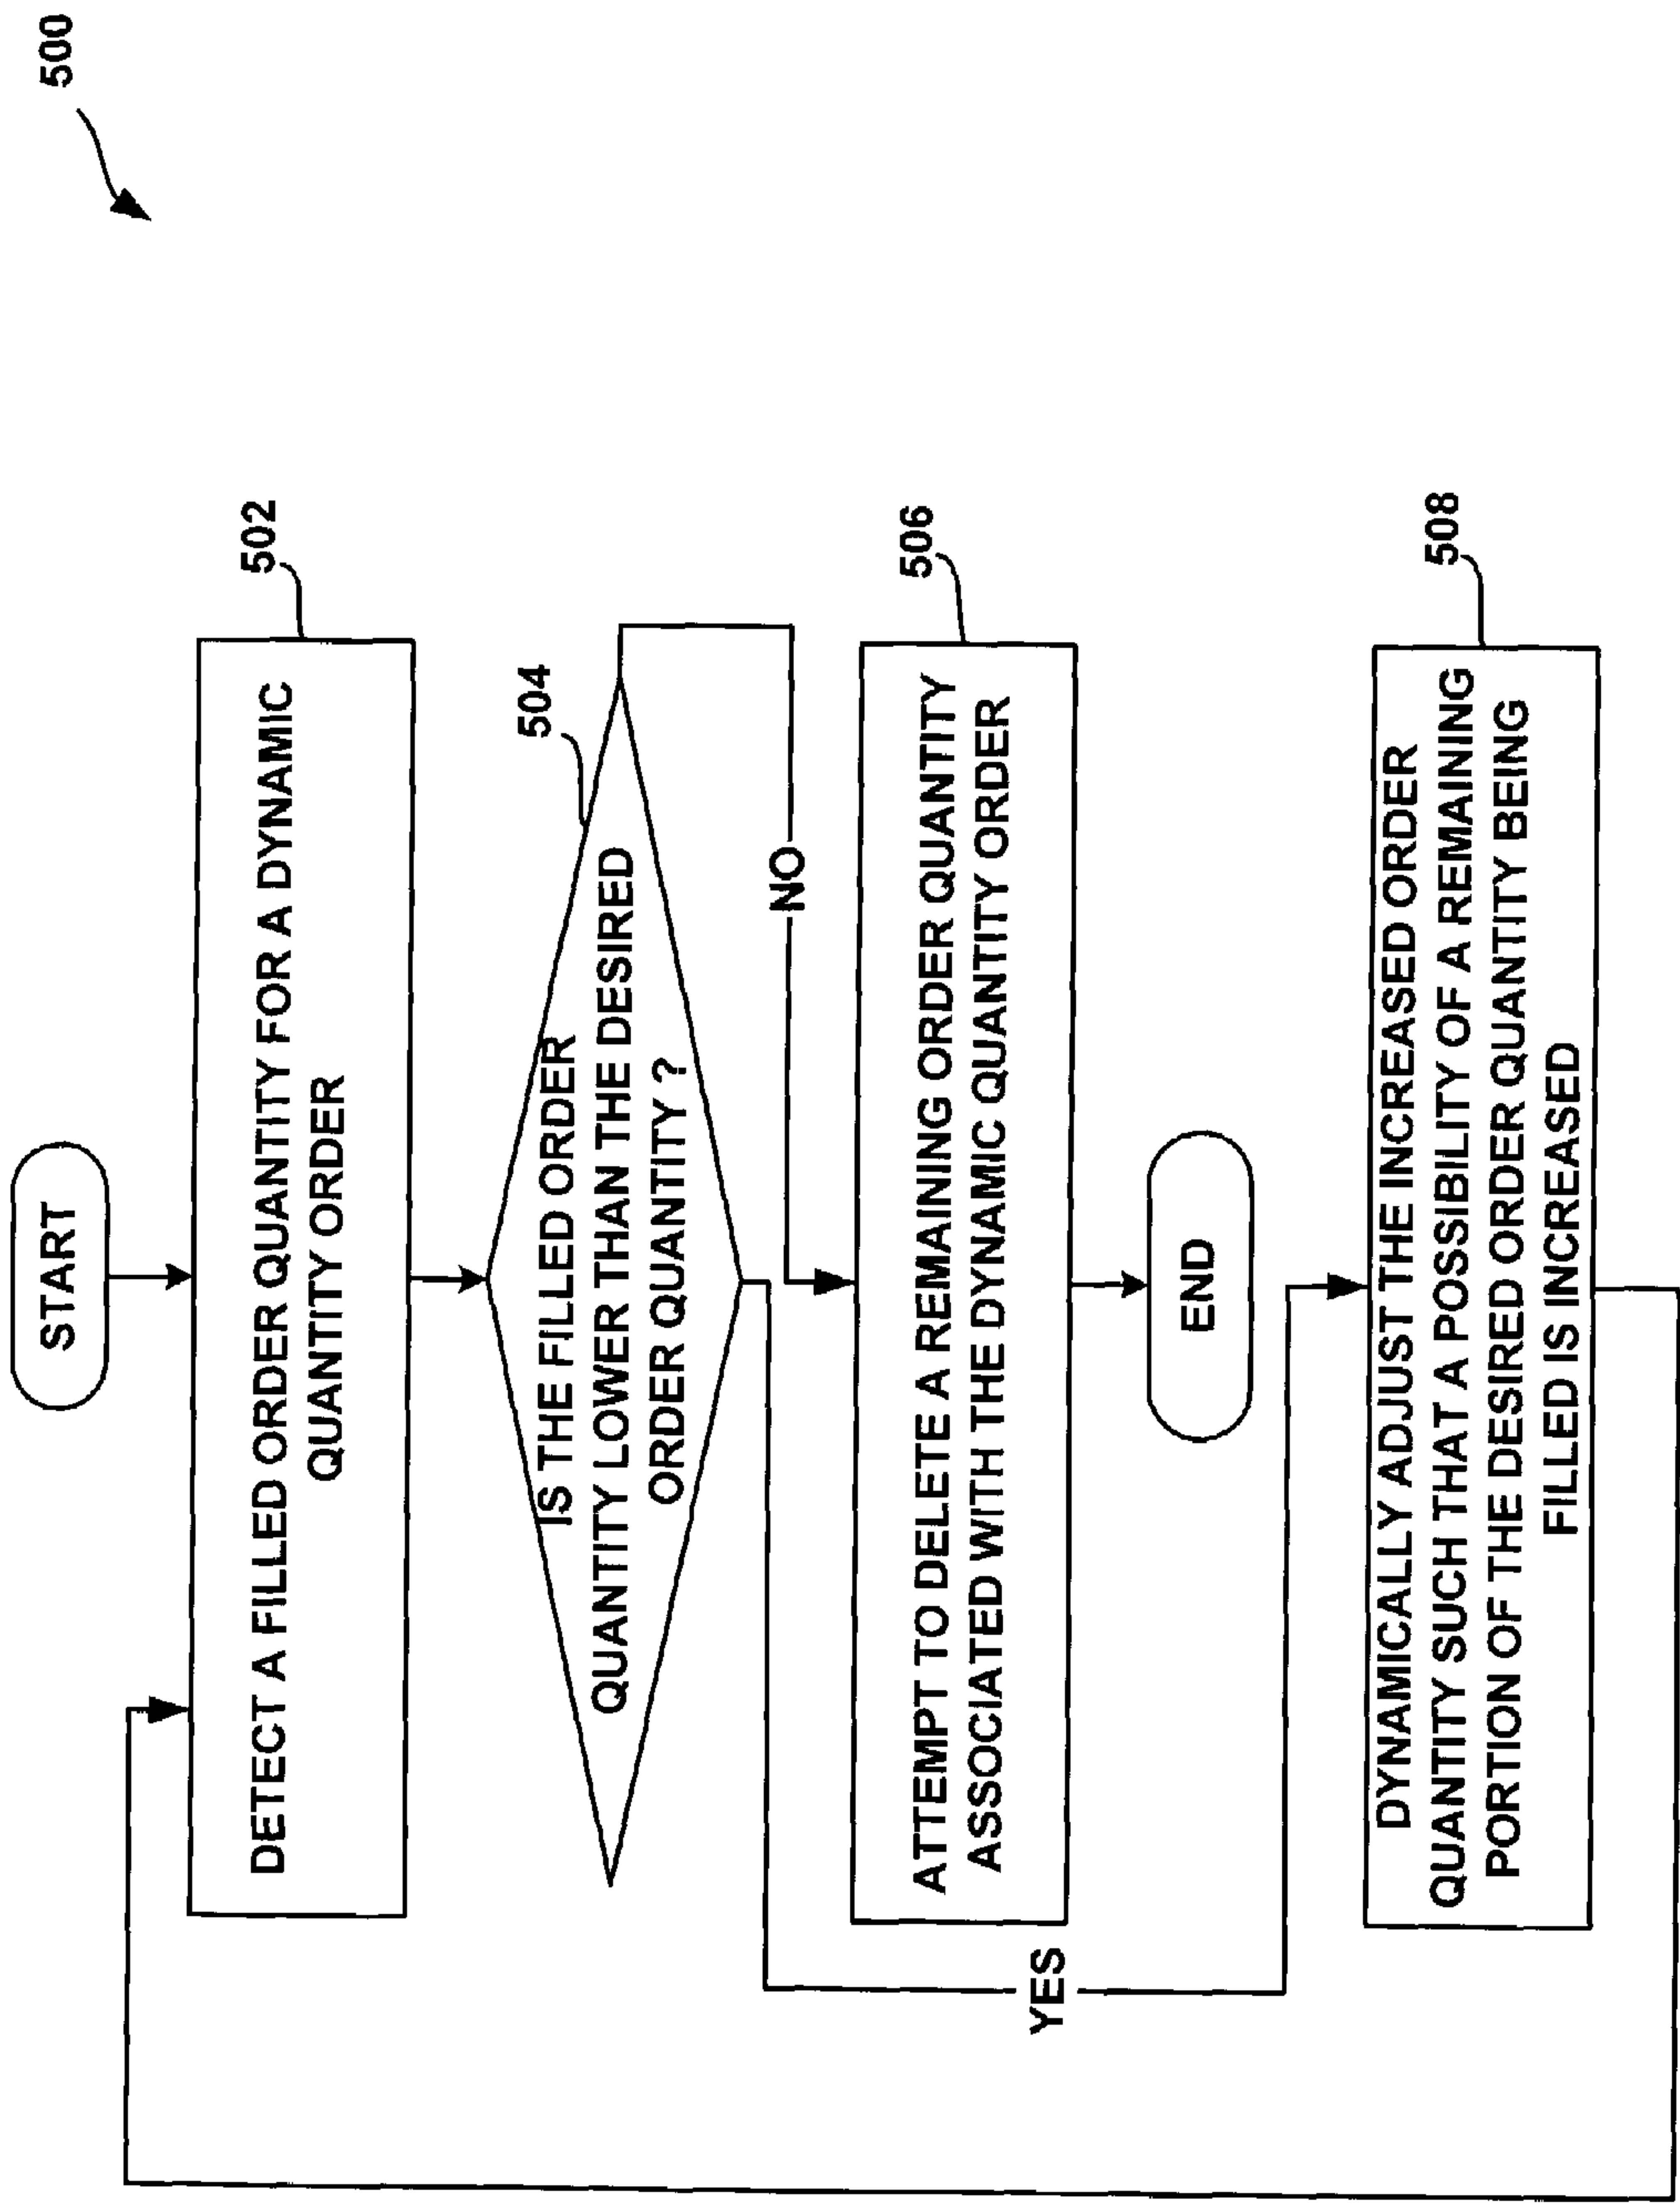 500
START
DETECT A FILLED ORDER QUANTITY FOR A DYNAMIC
QUANTITY ORDER
502
IS THE FILLED ORDER
QUANTITY LOWER THAN THE DESIRED
ORDER QUANTITY ?
504
NO
ATTEMPT TO DELETE A REMAINING ORDER QUANTITY
ASSOCIATED WITH THE DYNAMIC QUANTITY ORDER
506
END
YES
DYNAMICALLY ADJUST THE INCREASED ORDER
QUANTITY SUCH THAT A POSSIBILITY OF A REMAINING
PORTION OF THE DESIRED ORDER QUANTITY BEING
FILLED IS INCREASED
508